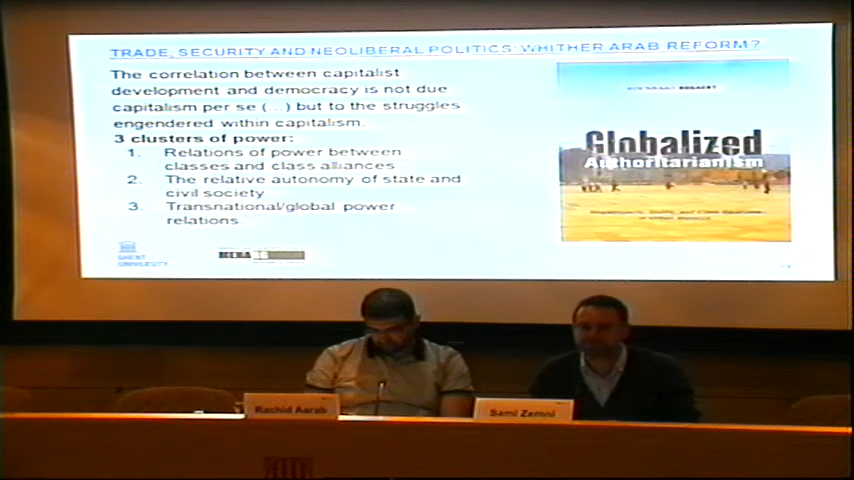 TRADE, SECURITY AND NEOLIBERAL POLITICS: WHITHER ARAB REFORM?
The correlation between capitalist
development and democracy is not due
capitalism per se (...) but to the struggles
engendered within capitalism.
3 clusters of power:
1. Relations of power between
classes and class alliances
2. The relative autonomy of state and
civil society
3. Transnational/global power
relations
BOGAERT
Globalized
Authoritarianism
GHENT
UNIVERSITY
Rachid Aarab
Sami Zemni